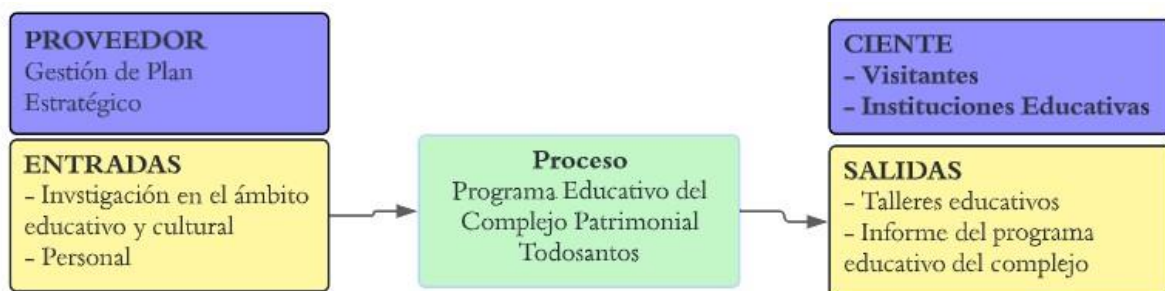 PROVEEDOR
Gestión de Plan
Estratégico
ENTRADAS
- Invstigación en el ámbito
educativo y cultural
- Personal
Proceso
Programa Educativo del
Complejo Patrimonial
Todosantos
CIENTE
- Visitantes
- Instituciones Educativas
SALIDAS
- Talleres educativos
- Informe del programa
educativo del complejo